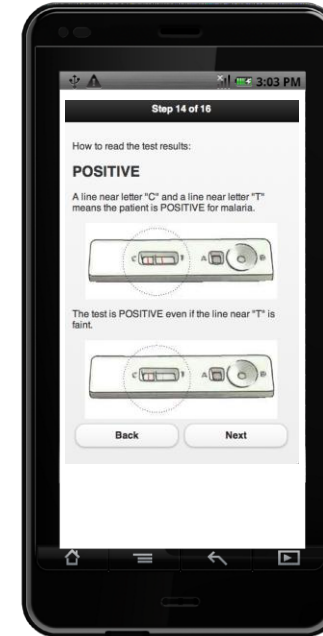 3:03 PM
Step 14 of 16
How to read the test results:
POSITIVE
A line near letter "C" and a line near letter "T"
means the patient is POSITIVE for malaria.
C T A B
The test is POSITIVE even if the line near "T" is
faint.
C T A B
Back Next